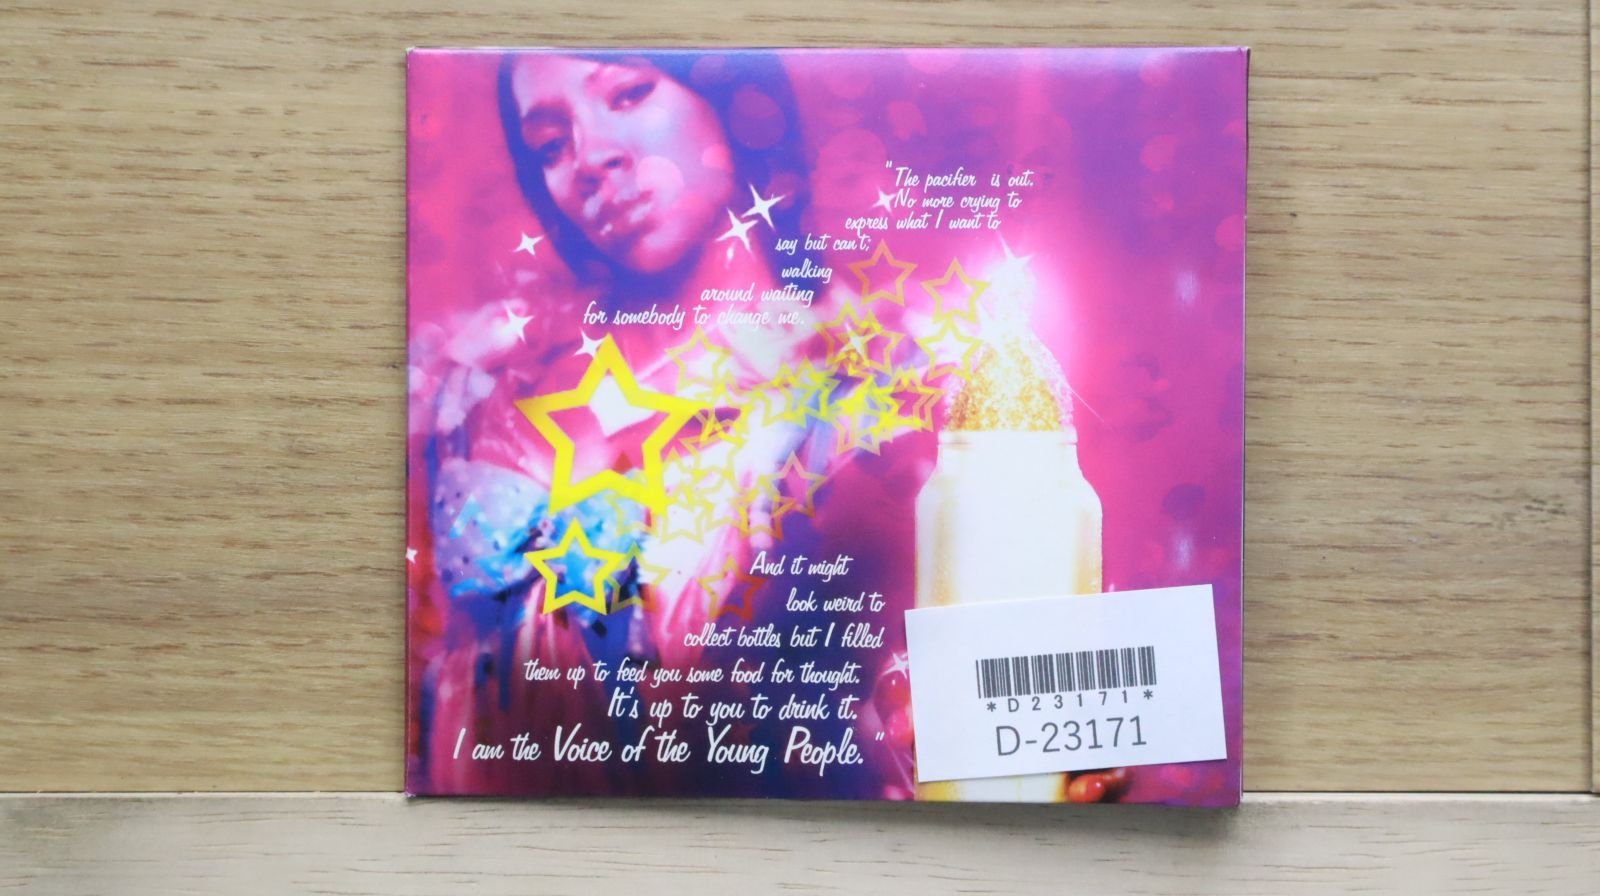 "The pacifier is out.
No more crying to
express what I want to
say but can't;
walking
around waiting
for somebody to change me.
And it might
look weird to
collect bottles but I filled
them up to feed you some food for thought.
It's up to you to drink it.
I am the Voice of the Young People."
*D23171*
D-23171